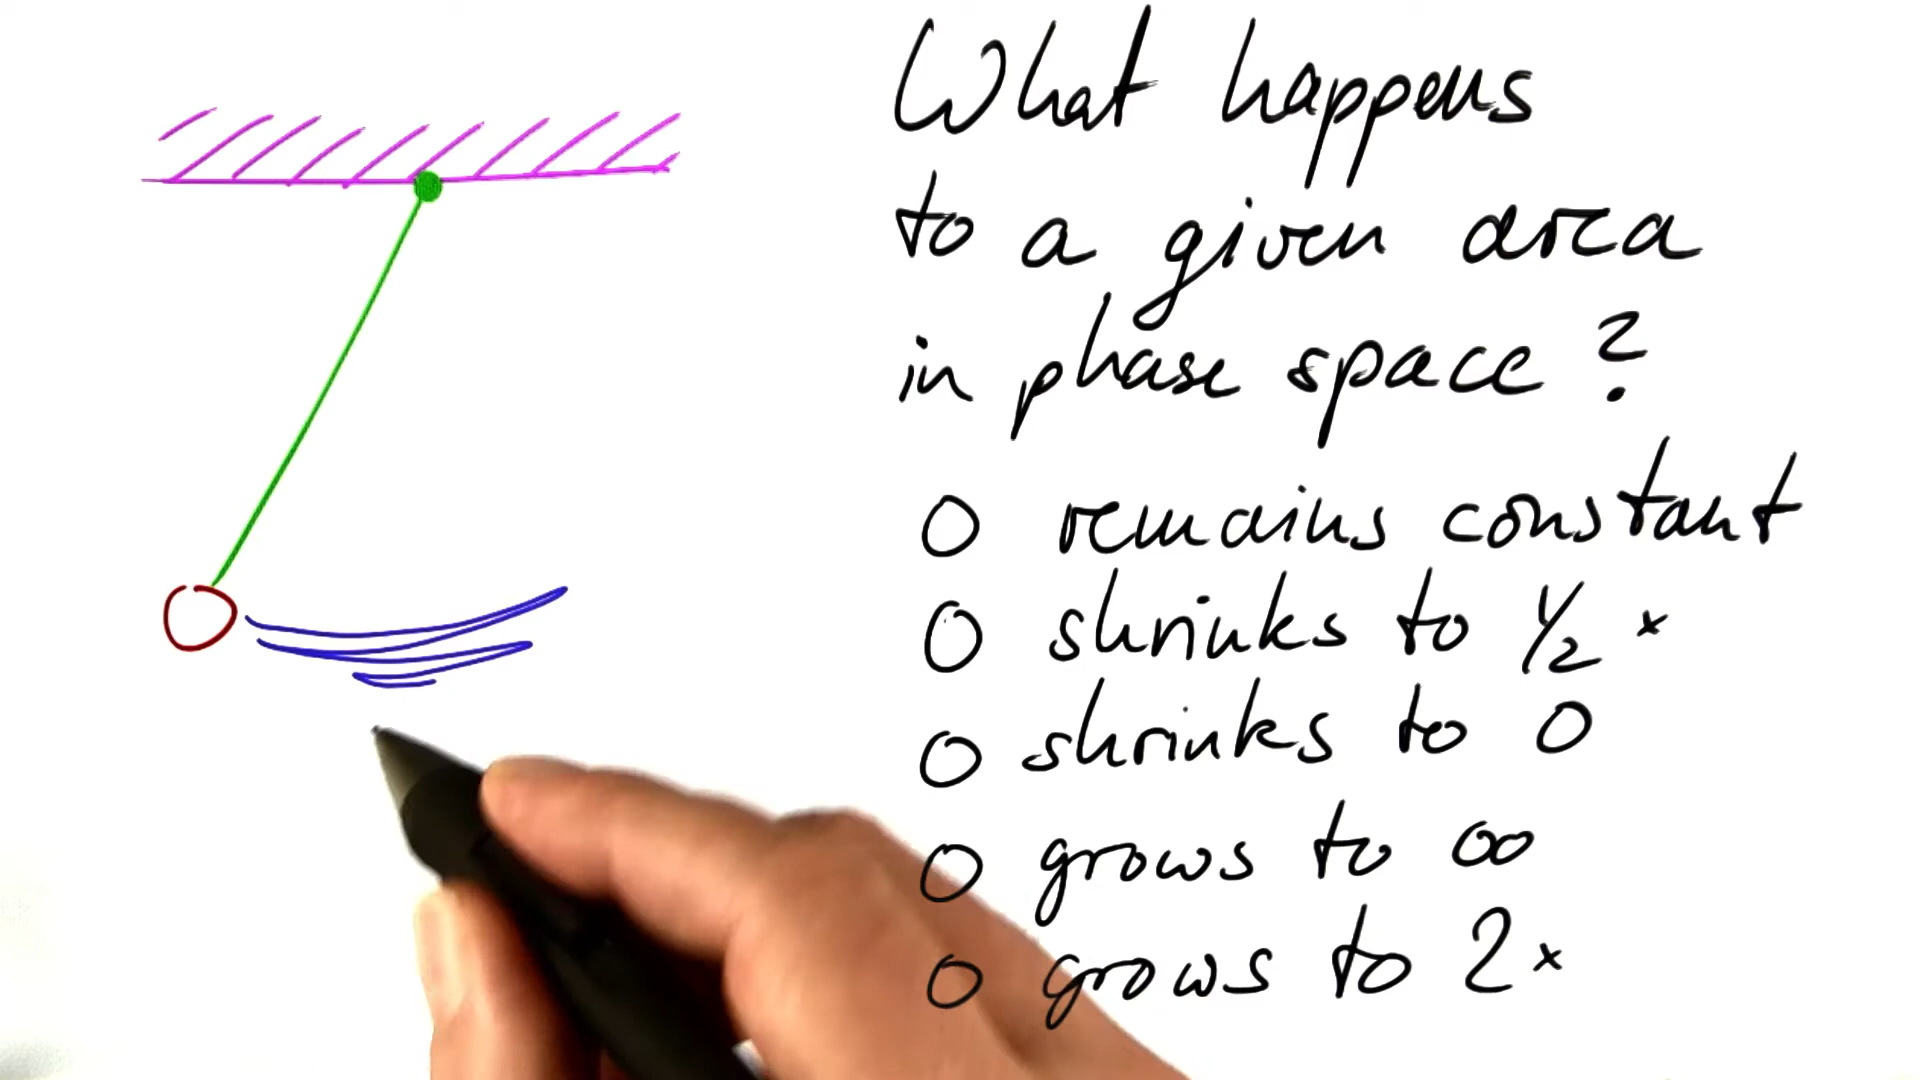 What happens
to a given area
in phase space?
O remains constant
O shrinks to 1/2 ×
O shrinks to 0
O grows to ∞
O grows to 2 ×